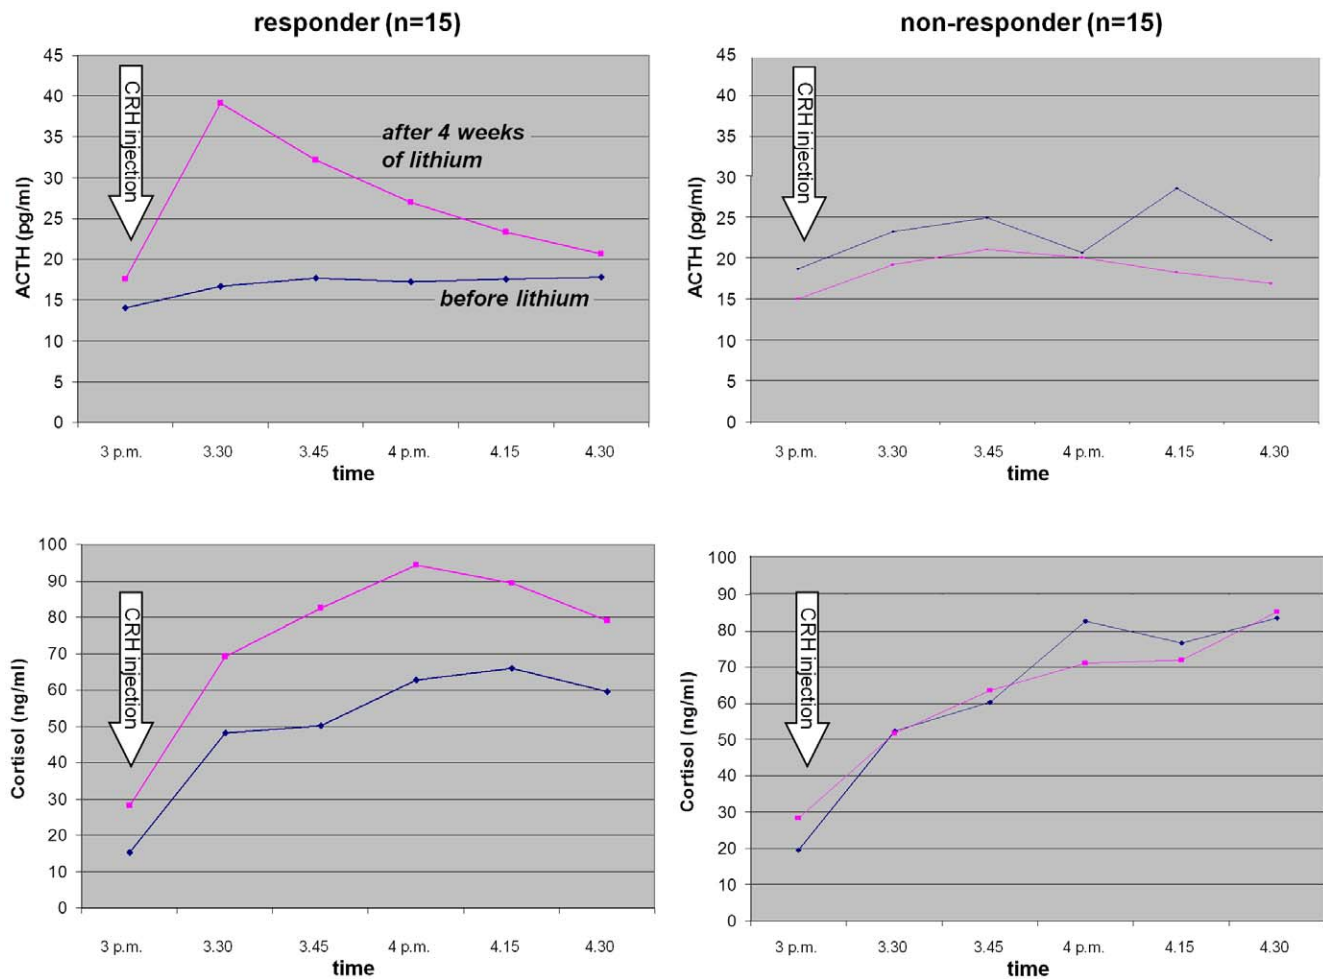 responder (n=15)
non-responder (n=15)
ACTH (pg/ml)
45
40
35
30
25
20
15
10
5
0
CRH injection
after 4 weeks
of lithium
before lithium
3 p.m. 3.30 3.45 4 p.m. 4.15 4.30
time
ACTH (pg/ml)
45
40
35
30
25
20
15
10
5
0
CRH injection
3 p.m. 3.30 3.45 4 p.m. 4.15 4.30
time
Cortisol (ng/ml)
100
90
80
70
60
50
40
30
20
10
0
CRH injection
3 p.m. 3.30 3.45 4 p.m. 4.15 4.30
time
Cortisol (ng/ml)
100
90
80
70
60
50
40
30
20
10
0
CRH injection
3 p.m. 3.30 3.45 4 p.m. 4.15 4.30
time